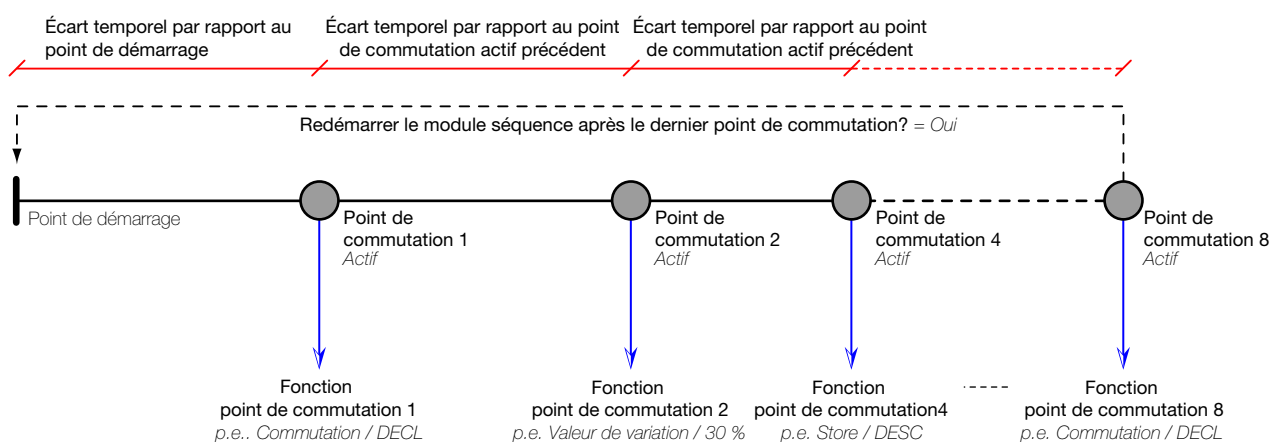 Écart temporel par rapport au
point de démarrage
Écart temporel par rapport au point
de commutation actif précédent
Écart temporel par rapport au point
de commutation actif précédent
Redémarrer le module séquence après le dernier point de commutation? = Oui
Point de démarrage
Point de
commutation 1
Actif
Point de
commutation 2
Actif
Point de
commutation 4
Actif
Point de
commutation 8
Actif
Fonction
point de commutation 1
p.e.. Commutation / DECL
Fonction
point de commutation 2
p.e. Valeur de variation / 30 %
Fonction
point de commutation4
p.e. Store / DESC
Fonction
point de commutation 8
p.e. Commutation / DECL